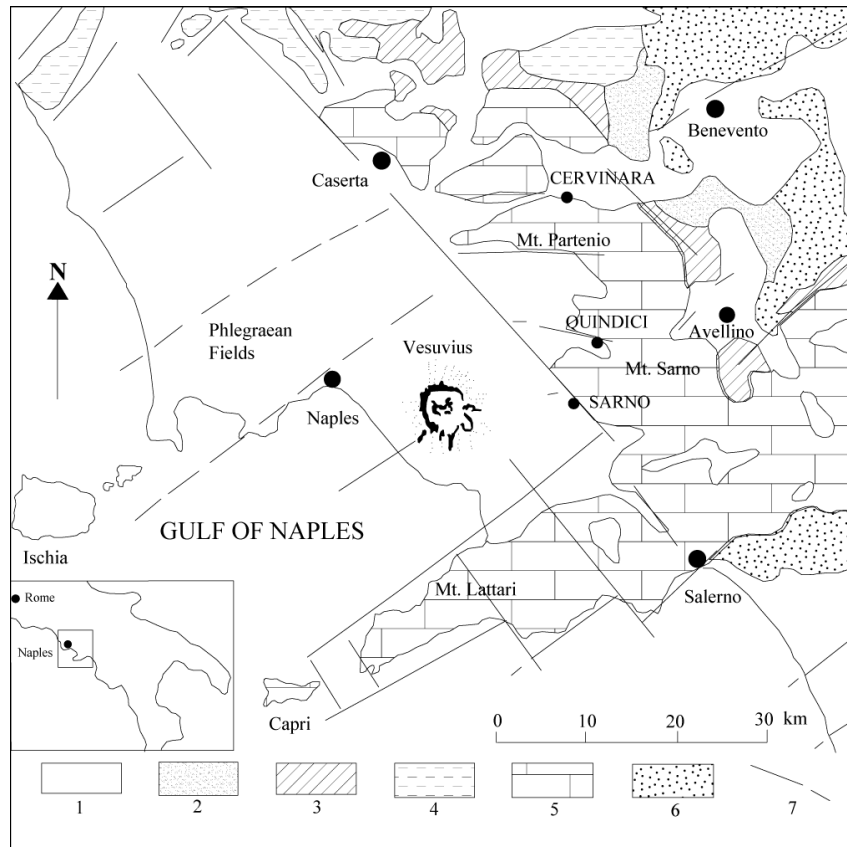 Benevento
Caserta
CERVINARA
Mt. Partenio
N
Phlegraean
Fields
QUINDICI
Avellino
Vesuvius
Mt. Sarno
Naples
SARNO
GULF OF NAPLES
Ischia
Mt. Lattari
Salerno
Rome
Naples
Capri
0 10 20 30 km
1 2 3 4 5 6 7